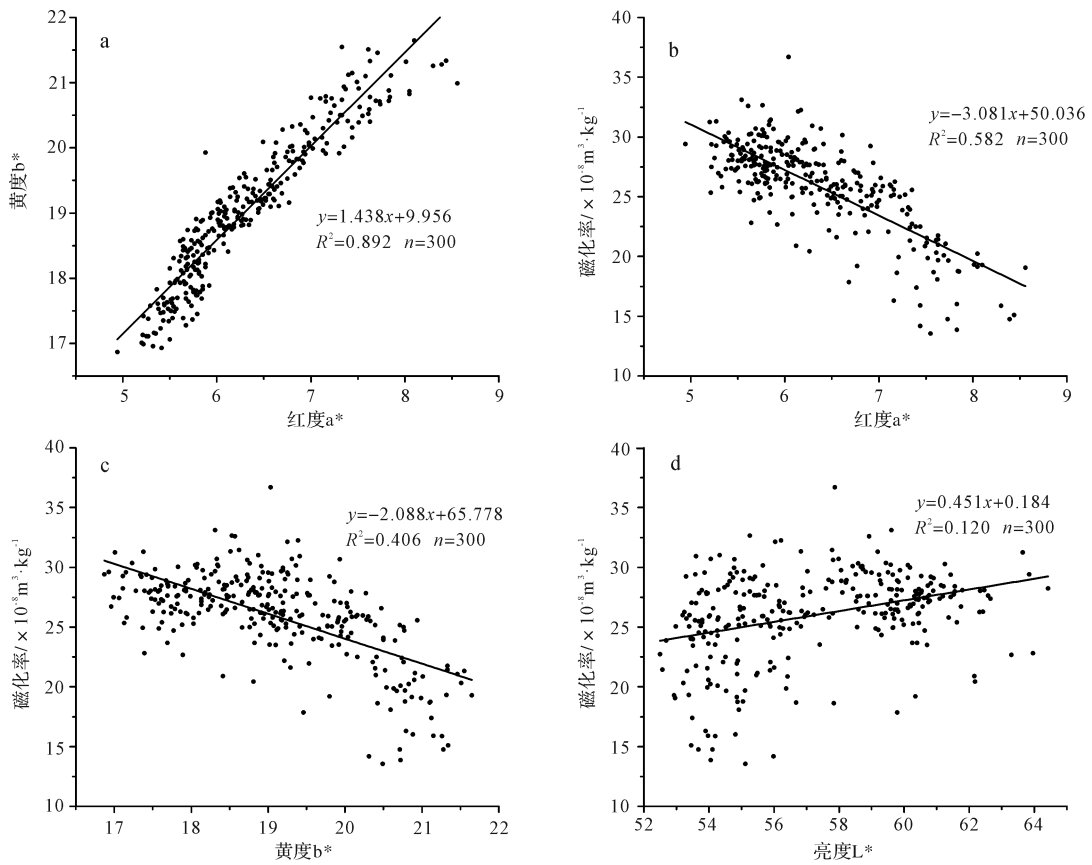 a
22
21
20
19
18
17
黄度b*
y=1.438x+9.956
R²=0.892 n=300
5 6 7 8 9
红度a*
b
40
35
30
25
20
15
10
磁化率/×10⁻⁸m³·kg⁻¹
y=−3.081x+50.036
R²=0.582 n=300
5 6 7 8 9
红度a*
c
40
35
30
25
20
15
10
磁化率/×10⁻⁸m³·kg⁻¹
y=−2.088x+65.778
R²=0.406 n=300
17 18 19 20 21 22
黄度b*
d
40
35
30
25
20
15
10
磁化率/×10⁻⁸m³·kg⁻¹
y=0.451x+0.184
R²=0.120 n=300
52 54 56 58 60 62 64
亮度L*